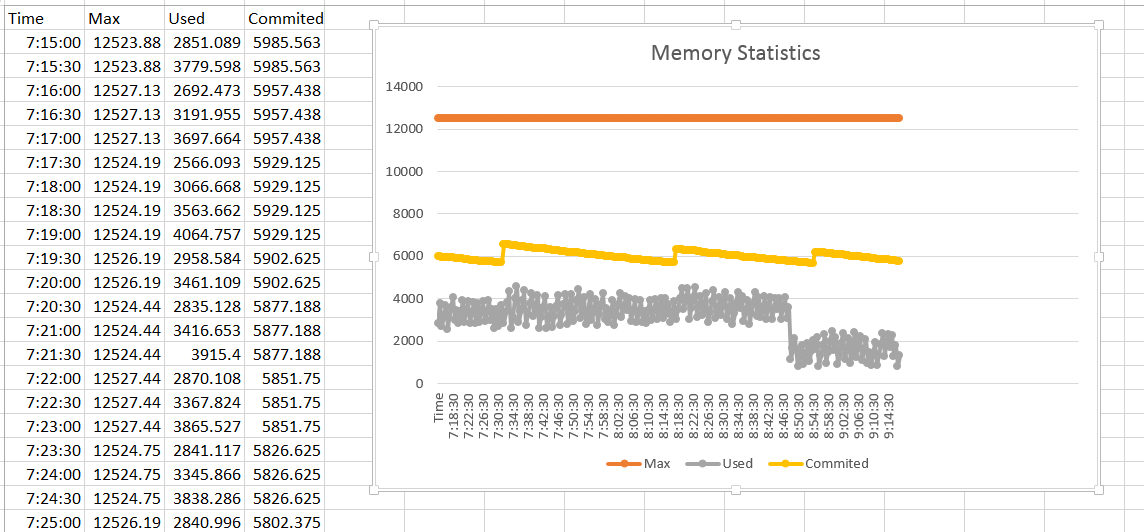 Time Max Used Commited
7:15:00 12523.88 2851.089 5985.563
7:15:30 12523.88 3779.598 5985.563
7:16:00 12527.13 2692.473 5957.438
7:16:30 12527.13 3191.955 5957.438
7:17:00 12527.13 3697.664 5957.438
7:17:30 12524.19 2566.093 5929.125
7:18:00 12524.19 3066.668 5929.125
7:18:30 12524.19 3563.662 5929.125
7:19:00 12524.19 4064.757 5929.125
7:19:30 12526.19 2958.584 5902.625
7:20:00 12526.19 3461.109 5902.625
7:20:30 12524.44 2835.128 5877.188
7:21:00 12524.44 3416.653 5877.188
7:21:30 12524.44 3915.4 5877.188
7:22:00 12527.44 2870.108 5851.75
7:22:30 12527.44 3367.824 5851.75
7:23:00 12527.44 3865.527 5851.75
7:23:30 12524.75 2841.117 5826.625
7:24:00 12524.75 3345.866 5826.625
7:24:30 12524.75 3838.286 5826.625
7:25:00 12526.19 2840.996 5802.375
Memory Statistics
14000
12000
10000
8000
6000
4000
2000
0
Time
7:18:30
7:22:30
7:26:30
7:30:30
7:34:30
7:38:30
7:42:30
7:46:30
7:50:30
7:54:30
7:58:30
8:02:30
8:06:30
8:10:30
8:14:30
8:18:30
8:22:30
8:26:30
8:30:30
8:34:30
8:38:30
8:42:30
8:46:30
8:50:30
8:54:30
8:58:30
9:02:30
9:06:30
9:10:30
9:14:30
Max Used Commited